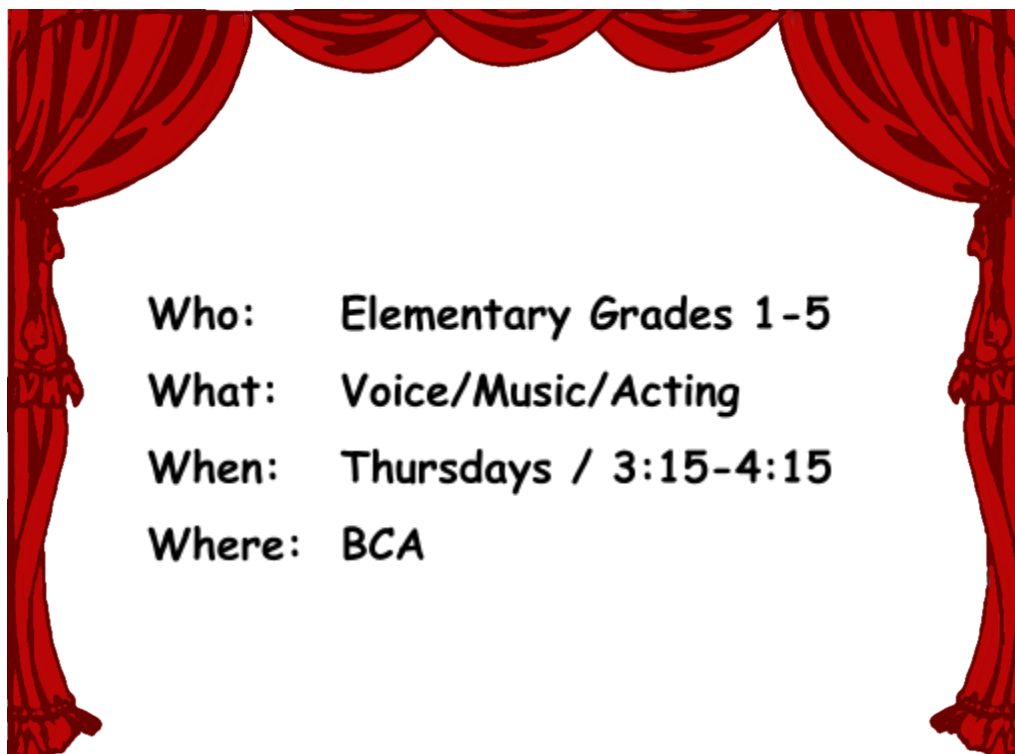 Who: Elementary Grades 1-5
What: Voice/Music/Acting
When: Thursdays / 3:15-4:15
Where: BCA